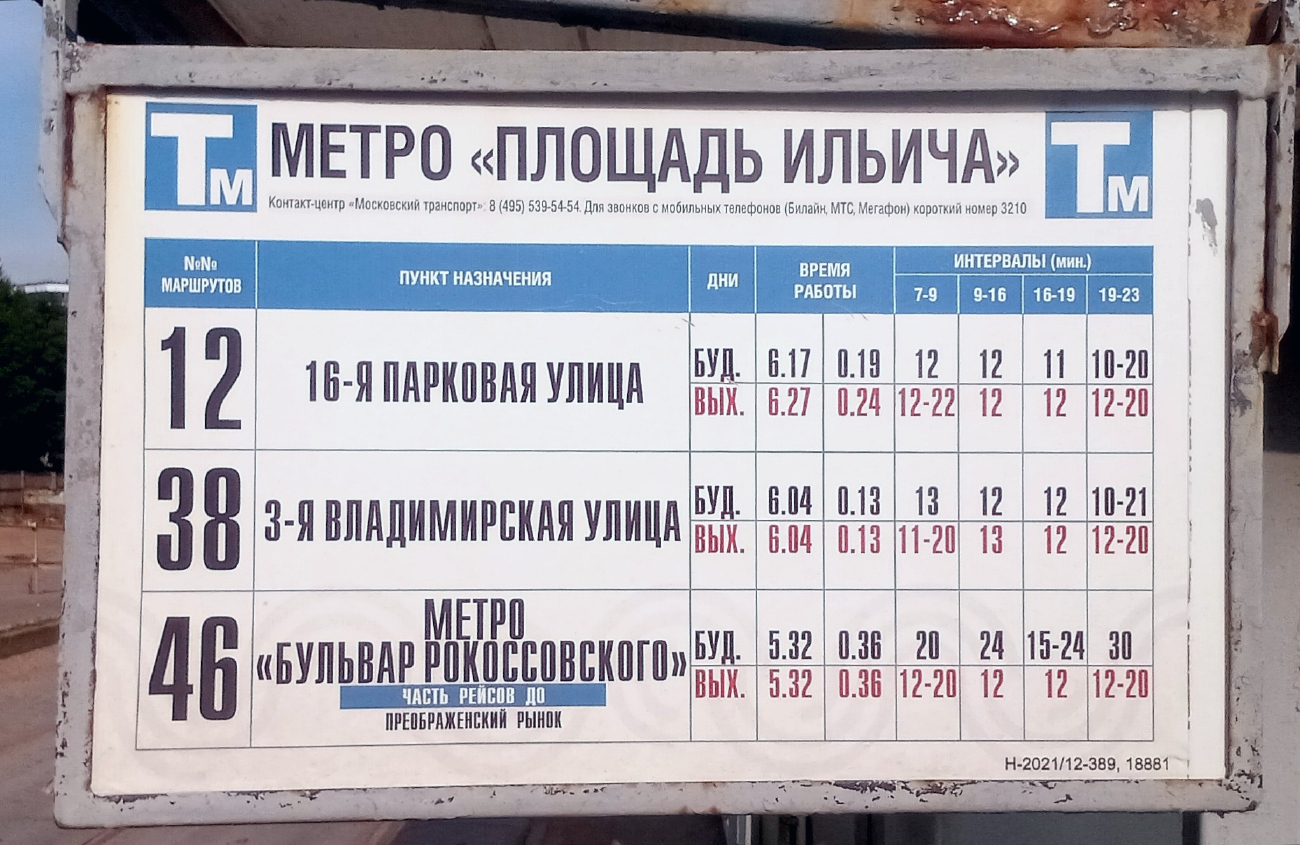 Тм МЕТРО «ПЛОЩАДЬ ИЛЬИЧА» Тм
Контакт-центр «Московский транспорт»: 8 (495) 539-54-54. Для звонков с мобильных телефонов (Билайн, МТС, Мегафон) короткий номер 3210
№№ МАРШРУТОВ ПУНКТ НАЗНАЧЕНИЯ ДНИ ВРЕМЯ РАБОТЫ ИНТЕРВАЛЫ (мин.)
7-9 9-16 16-19 19-23
12 16-Я ПАРКОВАЯ УЛИЦА БУД. 6.17 0.19 12 12 11 10-20
ВЫХ. 6.27 0.24 12-22 12 12 12-20
38 3-Я ВЛАДИМИРСКАЯ УЛИЦА БУД. 6.04 0.13 13 12 12 10-21
ВЫХ. 6.04 0.13 11-20 13 12 12-20
46 МЕТРО
«БУЛЬВАР РОКОССОВСКОГО» БУД. 5.32 0.36 20 24 15-24 30
ЧАСТЬ РЕЙСОВ ДО ВЫХ. 5.32 0.36 12-20 12 12 12-20
ПРЕОБРАЖЕНСКИЙ РЫНОК
Н-2021/12-389, 18881